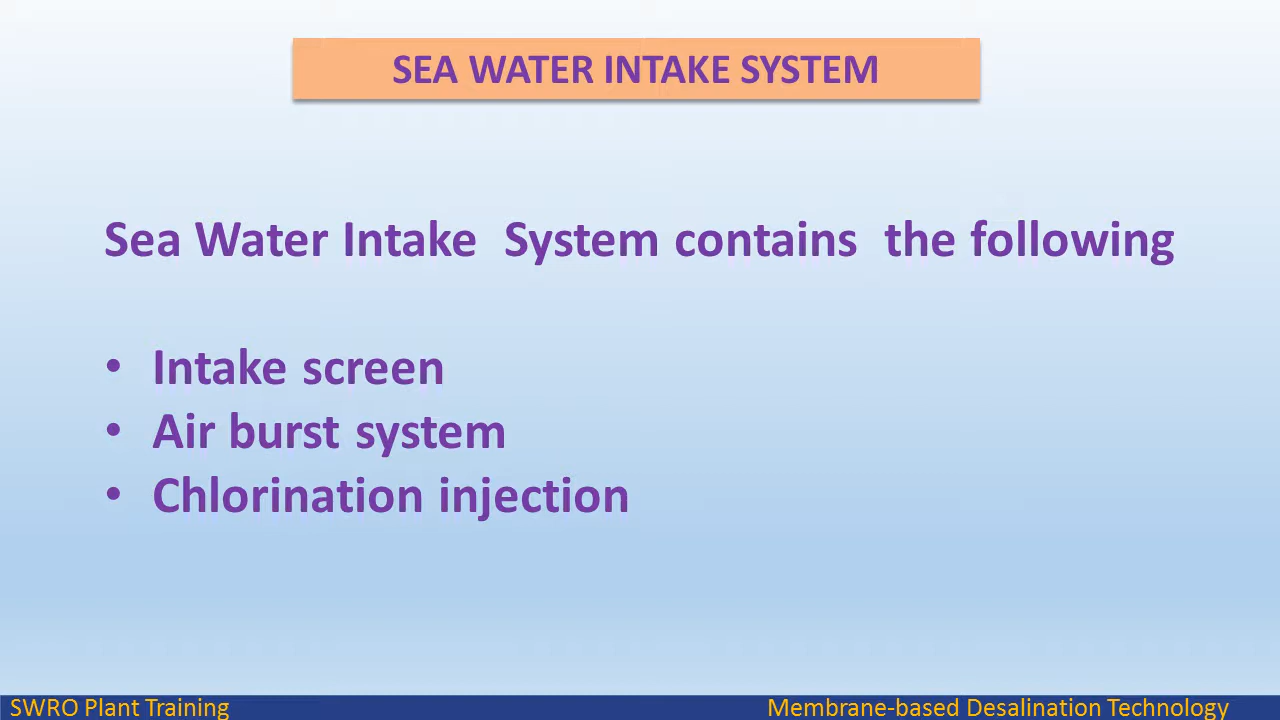 SEA WATER INTAKE SYSTEM
Sea Water Intake  System contains  the following
• Intake screen
• Air burst system
• Chlorination injection
SWRO Plant Training
Membrane-based Desalination Technology